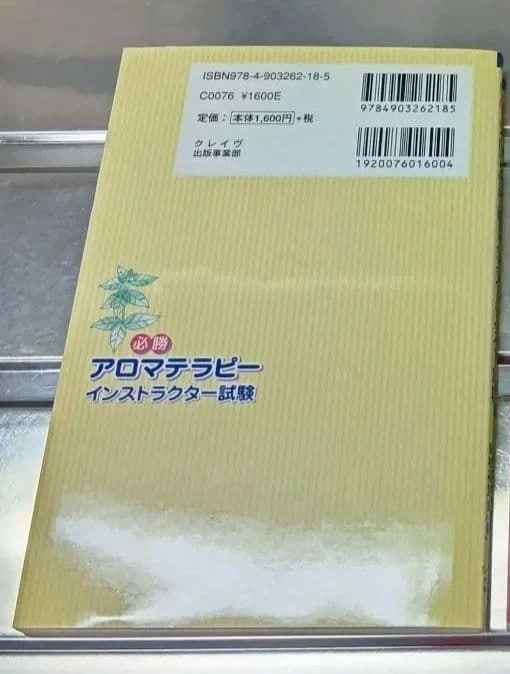 ISBN978-4-903262-18-5
C0076 ¥1600E
定価：本体1,600円+税
クレイヴ
出版事業部
9784903262185
1920076016004
必勝
アロマテラピー
インストラクター試験